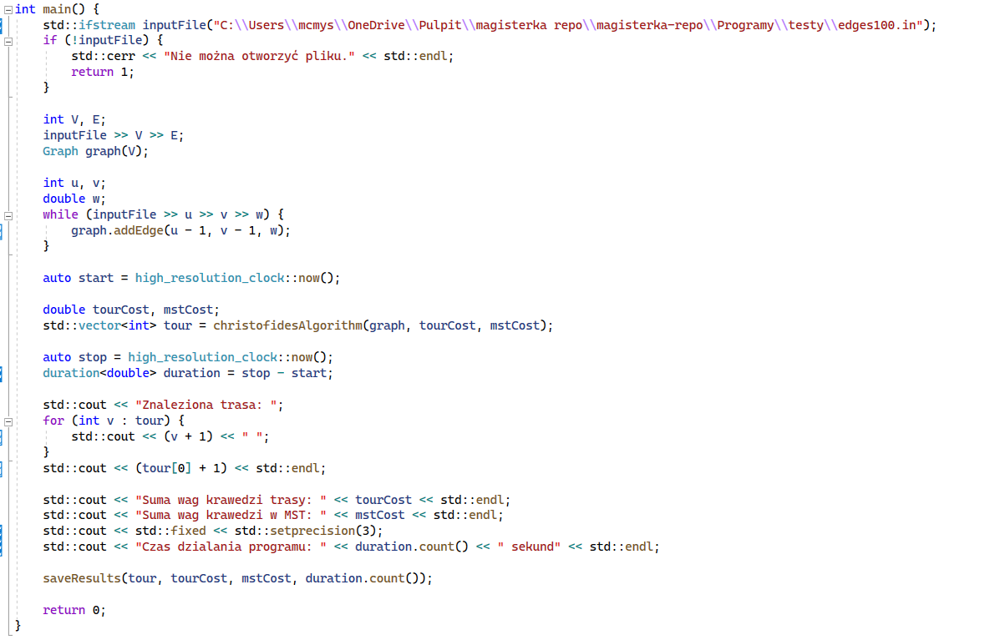 int main() {
    std::ifstream inputFile("C:\\Users\\mcmys\\OneDrive\\Pulpit\\magisterka repo\\magisterka-repo\\Programy\\testy\\edges100.in");
    if (!inputFile) {
        std::cerr << "Nie można otworzyć pliku." << std::endl;
        return 1;
    }

    int V, E;
    inputFile >> V >> E;
    Graph graph(V);

    int u, v;
    double w;
    while (inputFile >> u >> v >> w) {
        graph.addEdge(u - 1, v - 1, w);
    }

    auto start = high_resolution_clock::now();

    double tourCost, mstCost;
    std::vector<int> tour = christofidesAlgorithm(graph, tourCost, mstCost);

    auto stop = high_resolution_clock::now();
    duration<double> duration = stop - start;

    std::cout << "Znaleziona trasa: ";
    for (int v : tour) {
        std::cout << (v + 1) << " ";
    }
    std::cout << (tour[0] + 1) << std::endl;

    std::cout << "Suma wag krawedzi trasy: " << tourCost << std::endl;
    std::cout << "Suma wag krawedzi w MST: " << mstCost << std::endl;
    std::cout << std::fixed << std::setprecision(3);
    std::cout << "Czas dzialania programu: " << duration.count() << " sekund" << std::endl;

    saveResults(tour, tourCost, mstCost, duration.count());

    return 0;
}